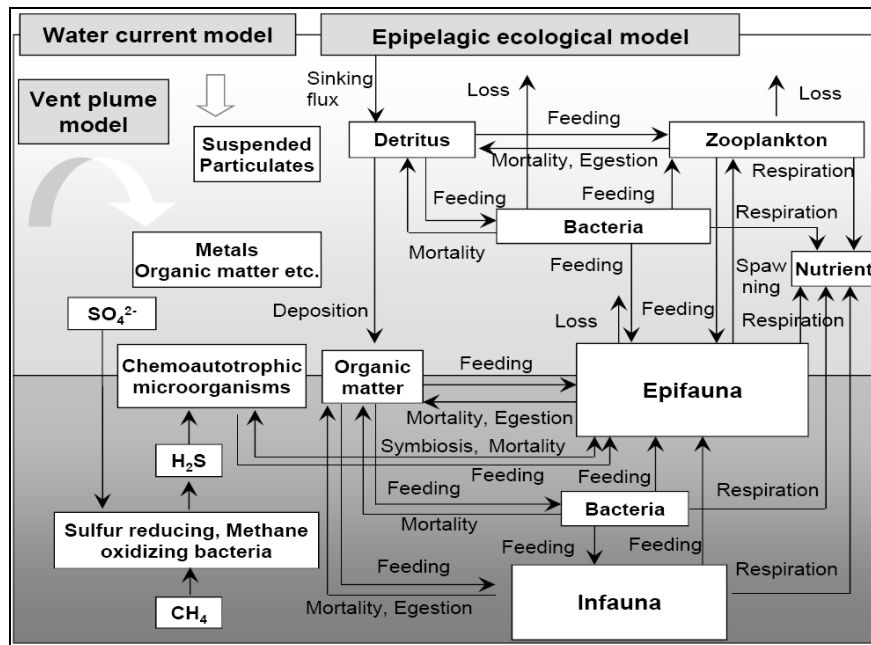 Water current model
Epipelagic ecological model
Sinking
flux
Loss
Loss
Vent plume
model
Suspended
Particulates
Detritus
Feeding
Zooplankton
Mortality, Egestion
Respiration
Feeding
Feeding
Bacteria
Respiration
Mortality
Metals
Organic matter etc.
Feeding
Spaw
ning
Nutrient
SO₄²⁻
Deposition
Loss
Feeding
Respiration
Chemoautotrophic
microorganisms
Organic
matter
Feeding
Epifauna
Mortality, Egestion
Symbiosis, Mortality
H₂S
Feeding
Feeding
Feeding
Respiration
Bacteria
Mortality
Sulfur reducing, Methane
oxidizing bacteria
Feeding
Feeding
Feeding
Respiration
Infauna
Mortality, Egestion
CH₄